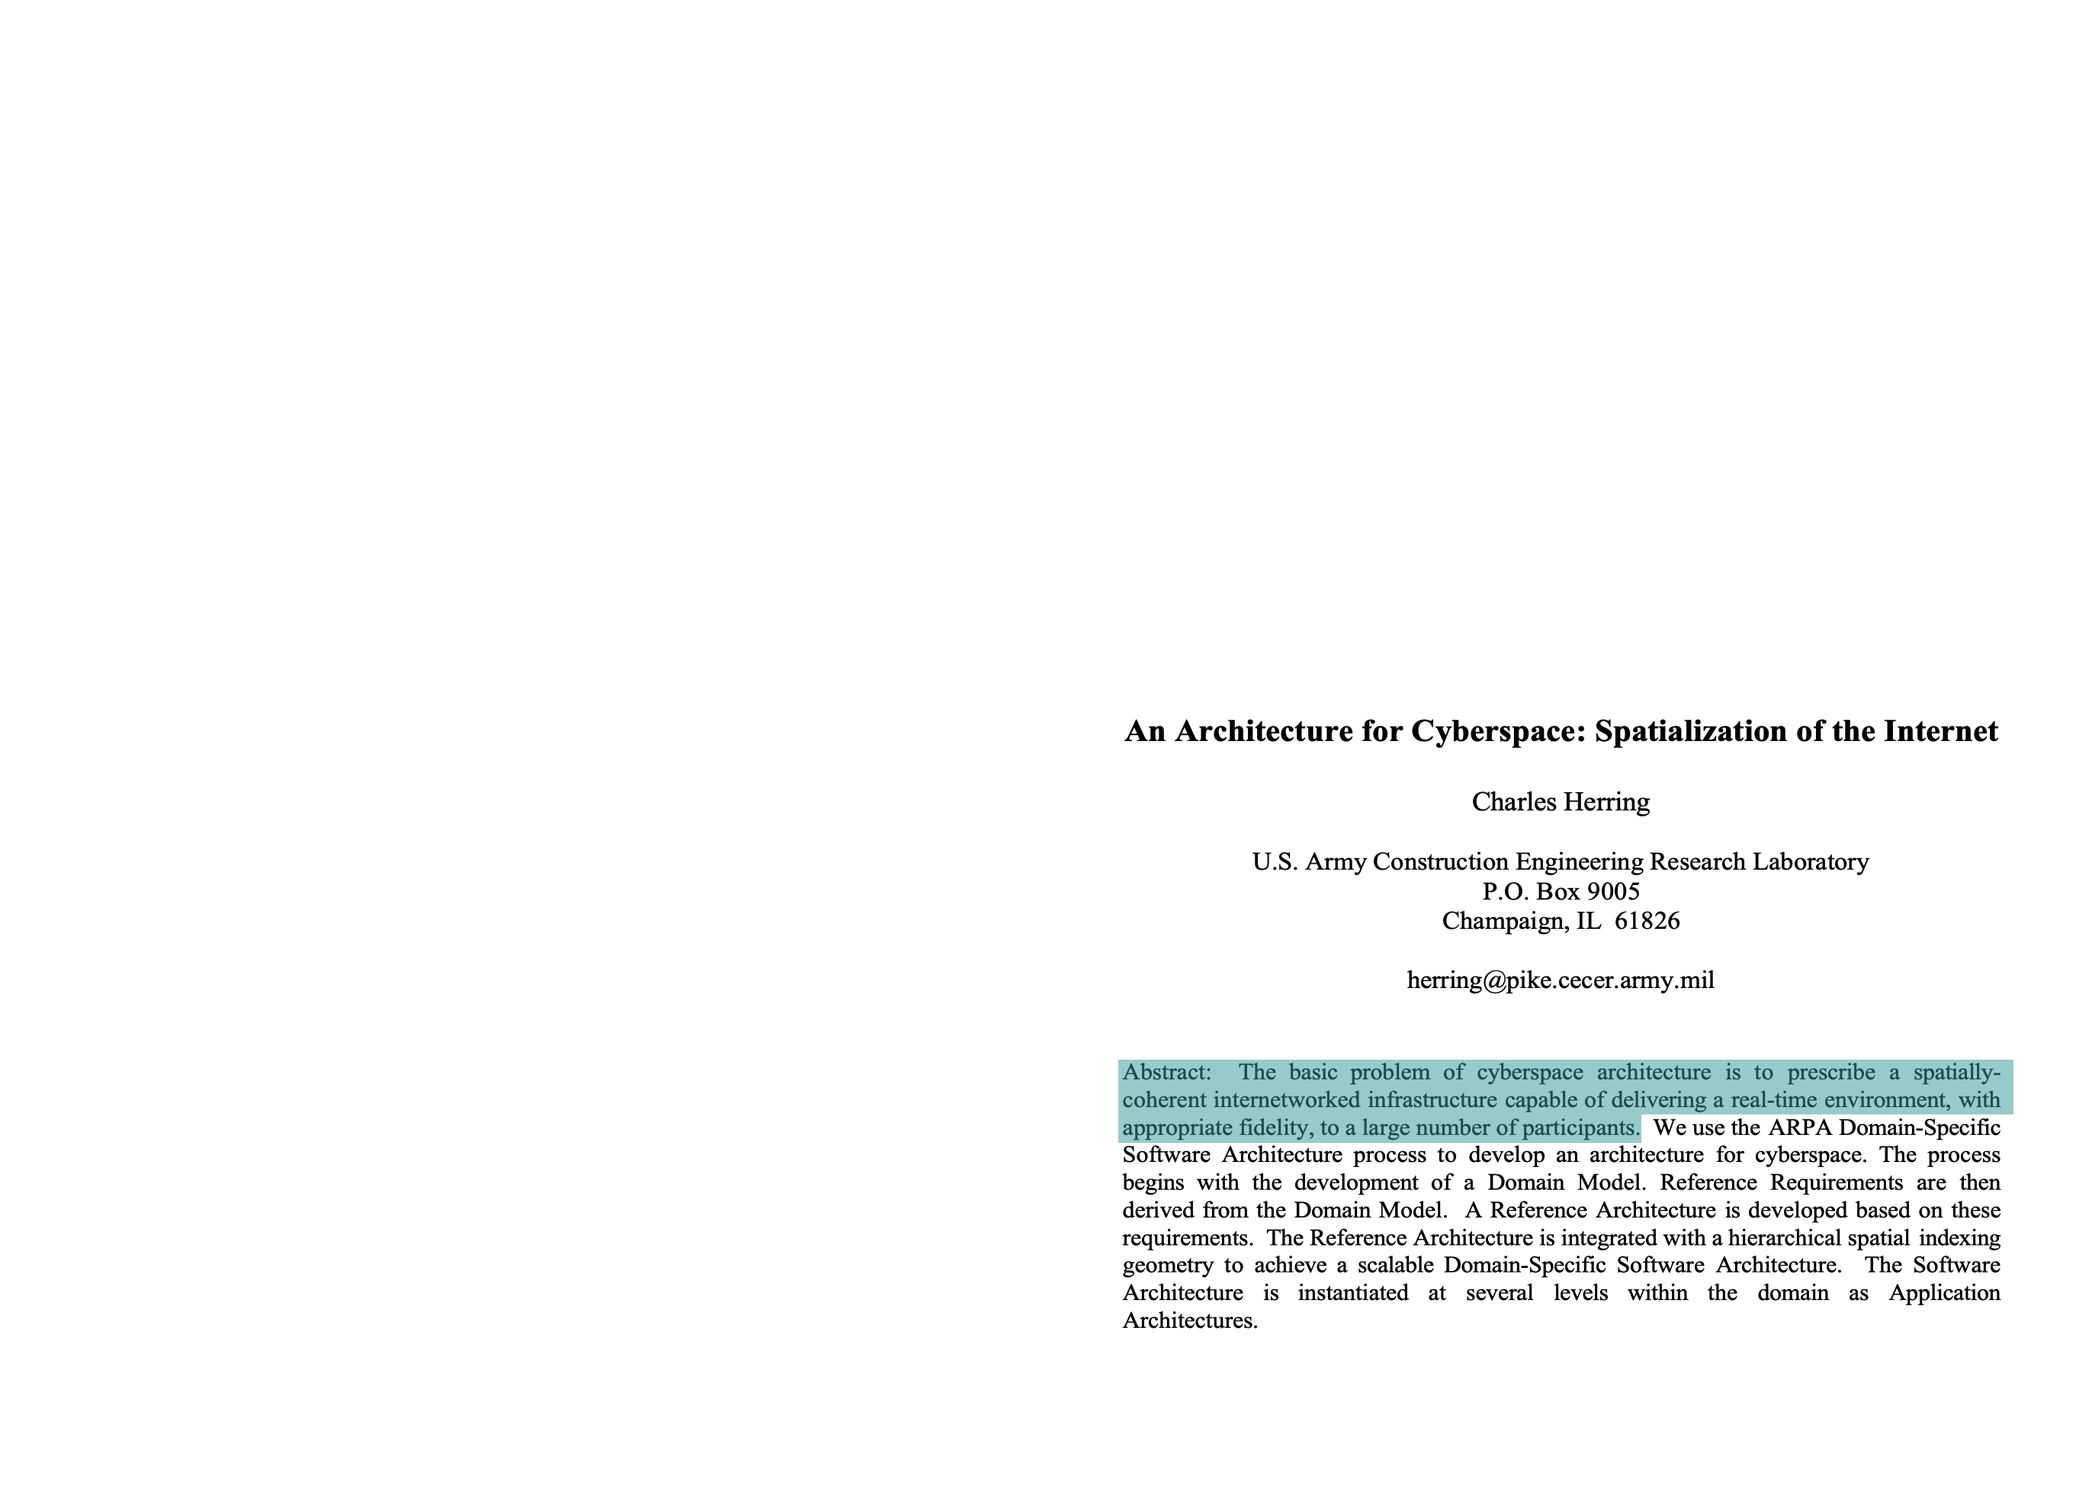 An Architecture for Cyberspace: Spatialization of the Internet
Charles Herring
U.S. Army Construction Engineering Research Laboratory
P.O. Box 9005
Champaign, IL 61826
herring@pike.cecer.army.mil
Abstract: The basic problem of cyberspace architecture is to prescribe a spatially-
coherent internetworked infrastructure capable of delivering a real-time environment, with
appropriate fidelity, to a large number of participants. We use the ARPA Domain-Specific
Software Architecture process to develop an architecture for cyberspace. The process
begins with the development of a Domain Model. Reference Requirements are then
derived from the Domain Model. A Reference Architecture is developed based on these
requirements. The Reference Architecture is integrated with a hierarchical spatial indexing
geometry to achieve a scalable Domain-Specific Software Architecture. The Software
Architecture is instantiated at several levels within the domain as Application
Architectures.